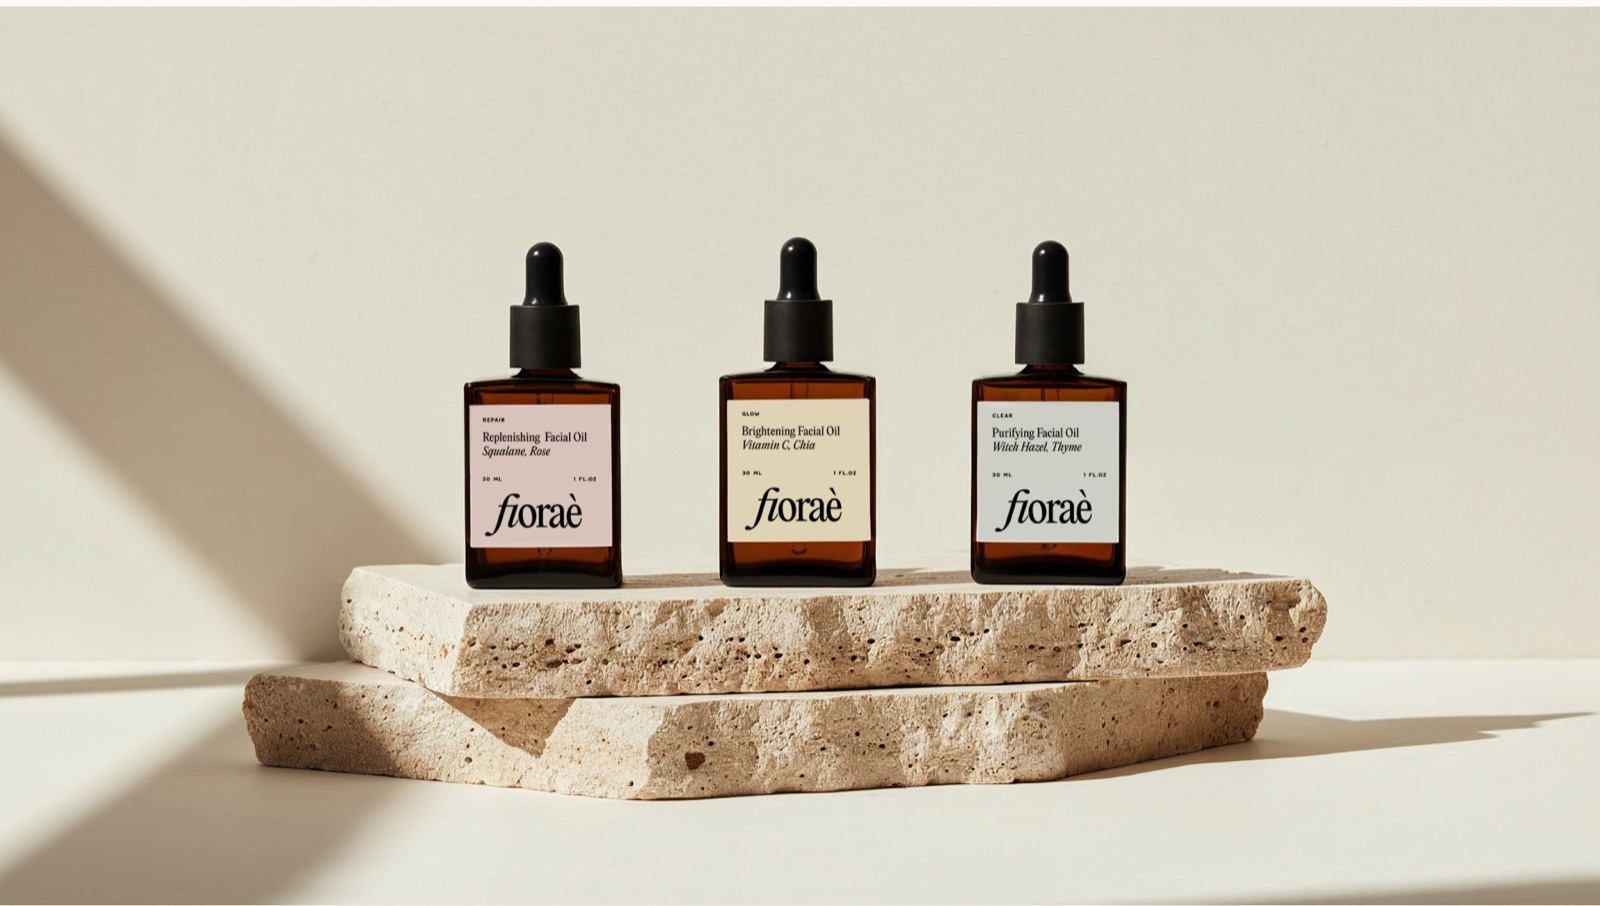 REPAIR
Replenishing Facial Oil
Squalane, Rose
30 ML 1 FL.OZ
fioraè
GLOW
Brightening Facial Oil
Vitamin C, Chia
30 ML 1 FL.OZ
fioraè
CLEAR
Purifying Facial Oil
Witch Hazel, Thyme
30 ML 1 FL.OZ
fioraè